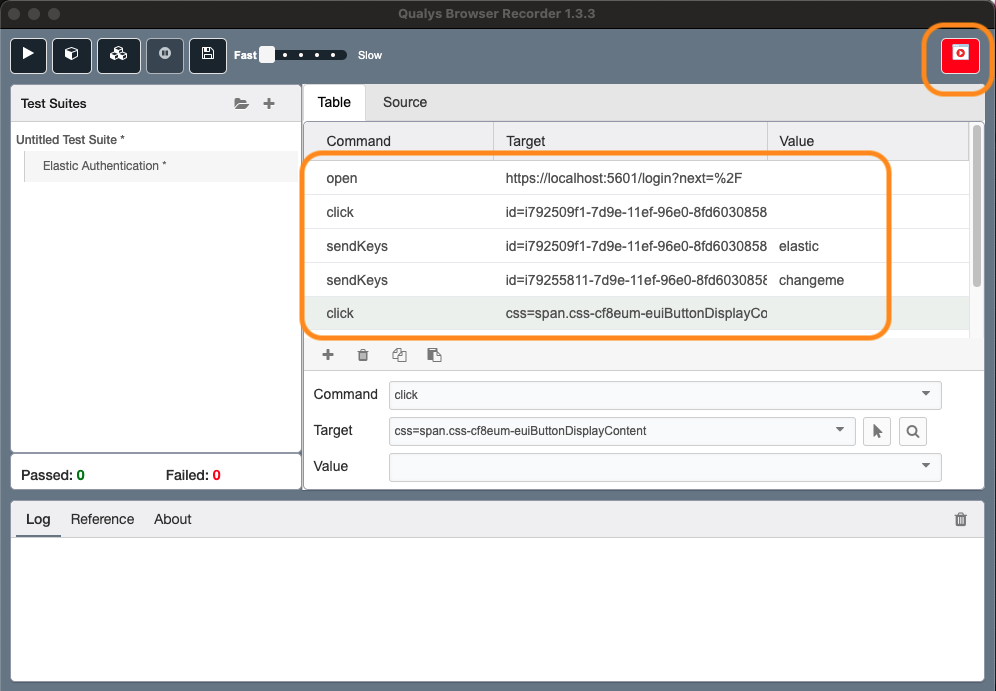 Qualys Browser Recorder 1.3.3
Fast Slow
Test Suites
Untitled Test Suite *
Elastic Authentication *
Passed: 0 Failed: 0
Table Source
Command Target Value
open https://localhost:5601/login?next=%2F
click id=i792509f1-7d9e-11ef-96e0-8fd6030858
sendKeys id=i792509f1-7d9e-11ef-96e0-8fd6030858 elastic
sendKeys id=i79255811-7d9e-11ef-96e0-8fd6030858 changeme
click css=span.css-cf8eum-euiButtonDisplayCo
Command click
Target css=span.css-cf8eum-euiButtonDisplayContent
Value
Log Reference About